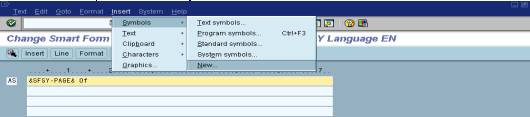 Text Edit Goto Format Insert System Help
Symbols Text symbols...
Text Program symbols... Ctrl+F3
Change Smart Form Y Language EN
Clipboard Standard symbols...
Characters System symbols...
Insert Line Format Graphics... New...
AS &SFSY-PAGE& Of